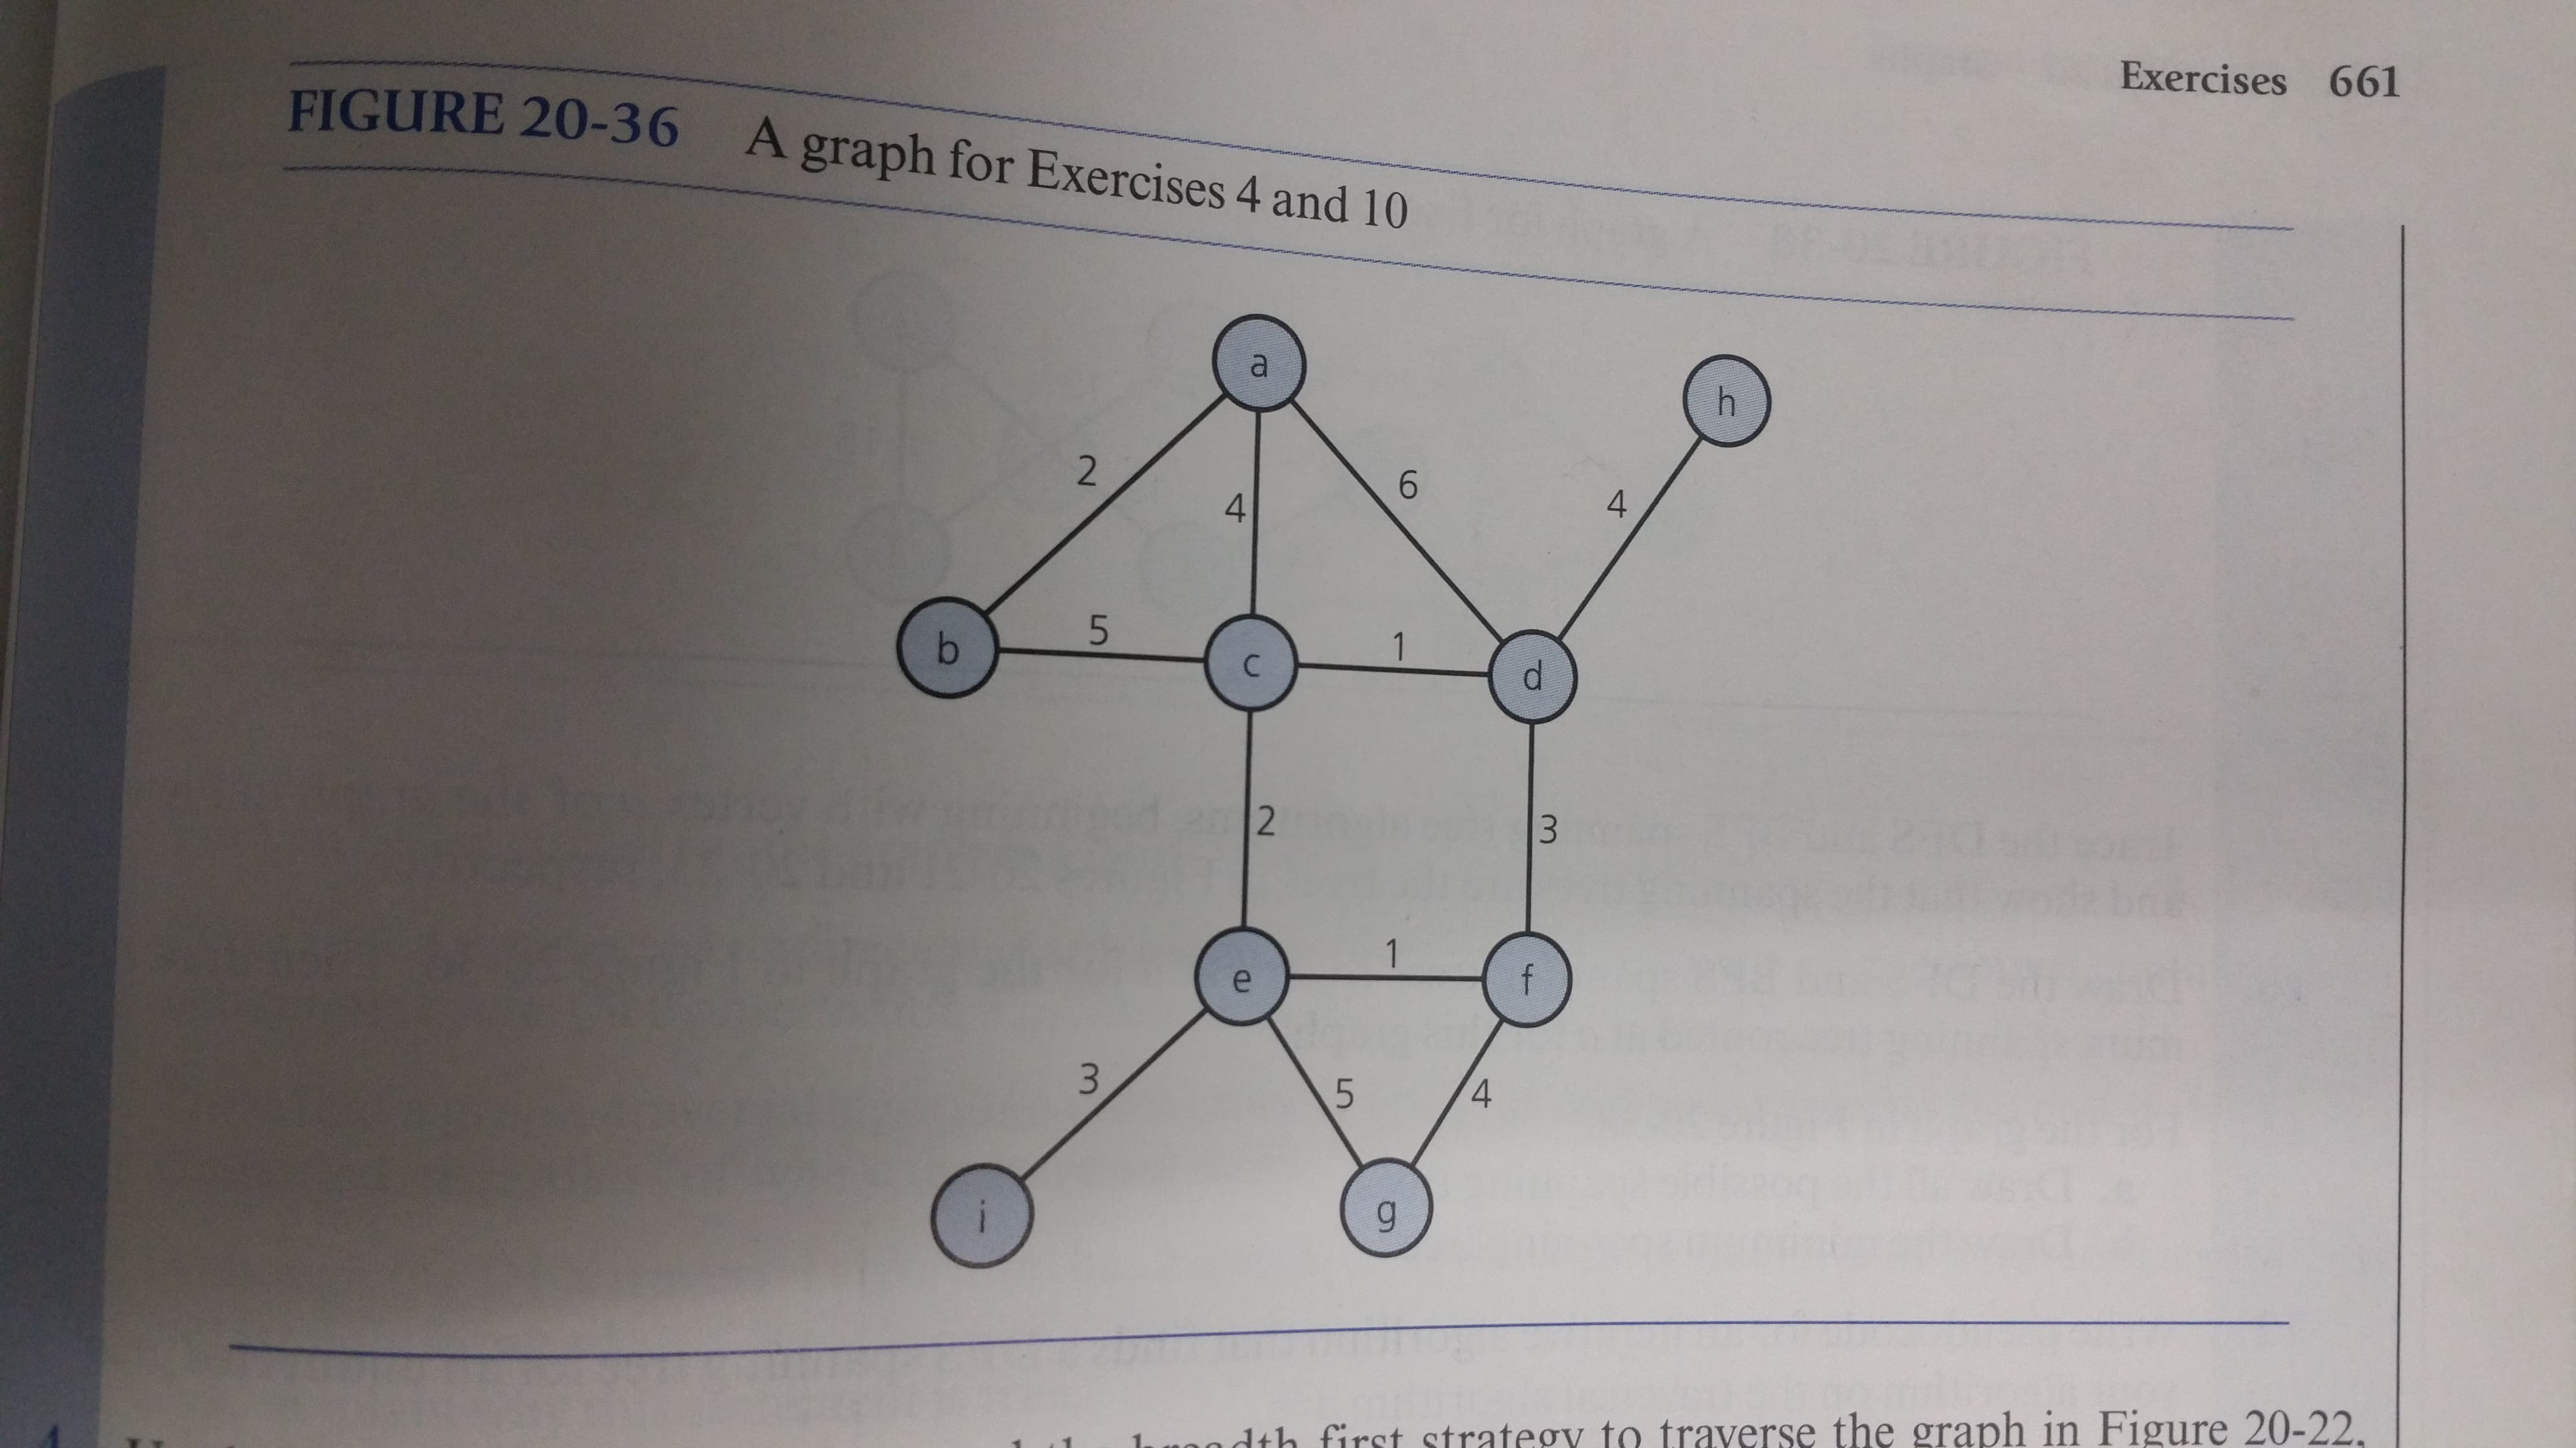 Exercises 661
FIGURE 20-36 A graph for Exercises 4 and 10
a
h
2
4
6
4
b
5
c
1
d
2
3
e
1
f
3
5
4
i
g
breadth first strategy to traverse the graph in Figure 20-22,